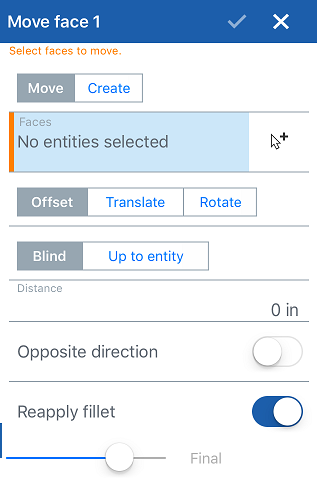 Move face 1
Select faces to move.
Move Create
Faces
No entities selected
Offset Translate Rotate
Blind Up to entity
Distance
0 in
Opposite direction
Reapply fillet
Final